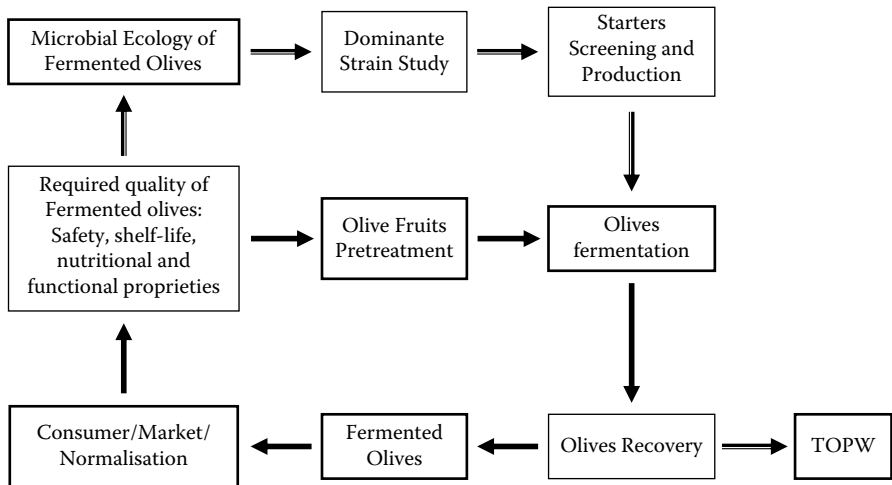 Microbial Ecology of
Fermented Olives
Dominante
Strain Study
Starters
Screening and
Production
Required quality of
Fermented olives:
Safety, shelf-life,
nutritional and
functional proprieties
Olive Fruits
Pretreatment
Olives
fermentation
Consumer/Market/
Normalisation
Fermented
Olives
Olives Recovery
TOPW